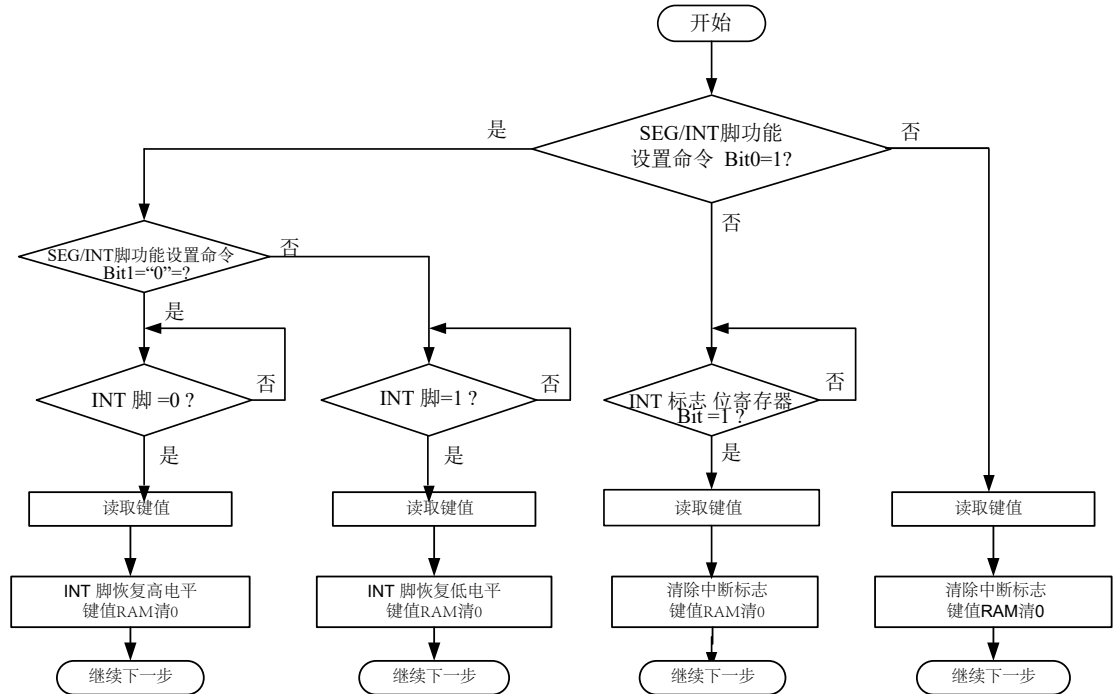 开始
SEG/INT脚功能
设置命令 Bit0=1?
是
否
否
SEG/INT脚功能设置命令
Bit1=“0”=?
否
是
INT 脚 =0 ?
否
INT 脚=1 ?
否
INT 标志 位寄存器
Bit =1 ?
否
是
是
是
读取键值
读取键值
读取键值
读取键值
INT 脚恢复高电平
键值RAM清0
INT 脚恢复低电平
键值RAM清0
清除中断标志
键值RAM清0
清除中断标志
键值RAM清0
继续下一步
继续下一步
继续下一步
继续下一步